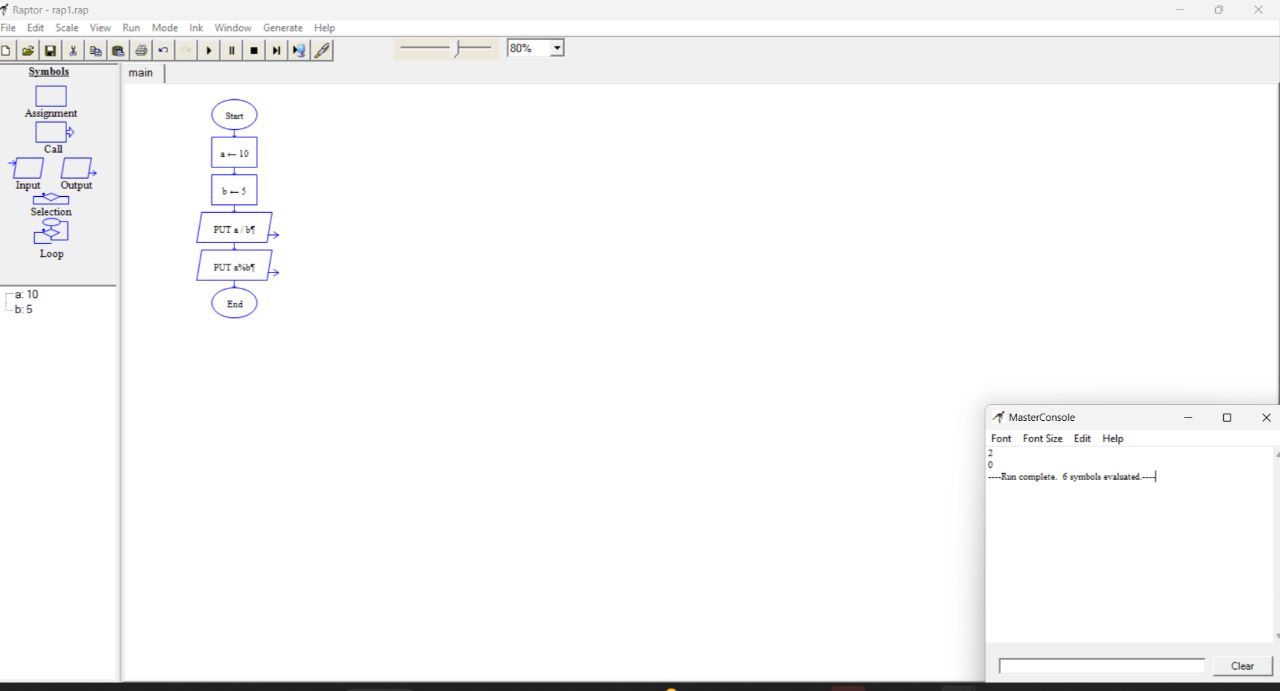 Raptor - rap1.rap
File Edit Scale View Run Mode Ink Window Generate Help
80%
Symbols
Assignment
Call
Input Output
Selection
Loop
a: 10
b: 5
main
Start
a ← 10
b ← 5
PUT a / b¶
PUT a%b¶
End
MasterConsole
Font Font Size Edit Help
2
0
----Run complete.  6 symbols evaluated.----
Clear